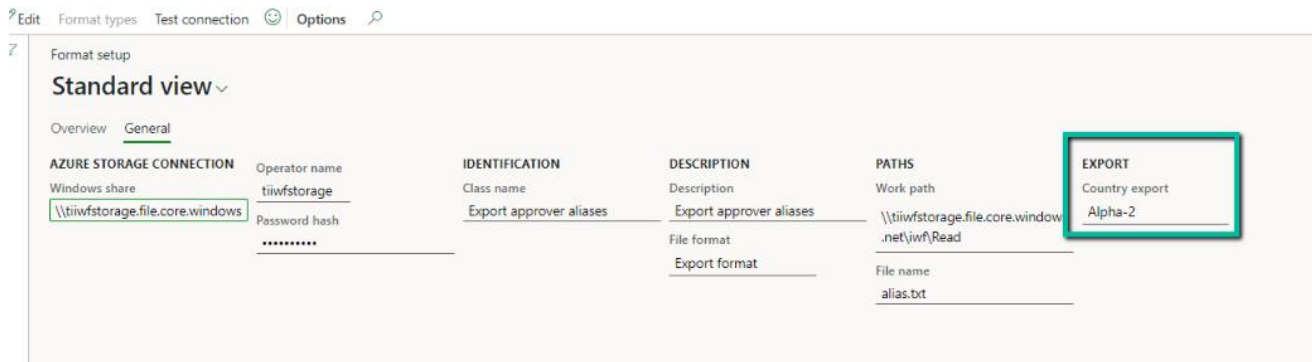 Edit Format types Test connection Options
Format setup
Standard view
Overview General
AZURE STORAGE CONNECTION
Windows share
\\tiiwfstorage.file.core.windows
Operator name
tiiwfstorage
Password hash
••••••••••
IDENTIFICATION
Class name
Export approver aliases
DESCRIPTION
Description
Export approver aliases
File format
Export format
PATHS
Work path
\\tiiwfstorage.file.core.window
.net\iwf\Read
File name
alias.txt
EXPORT
Country export
Alpha-2